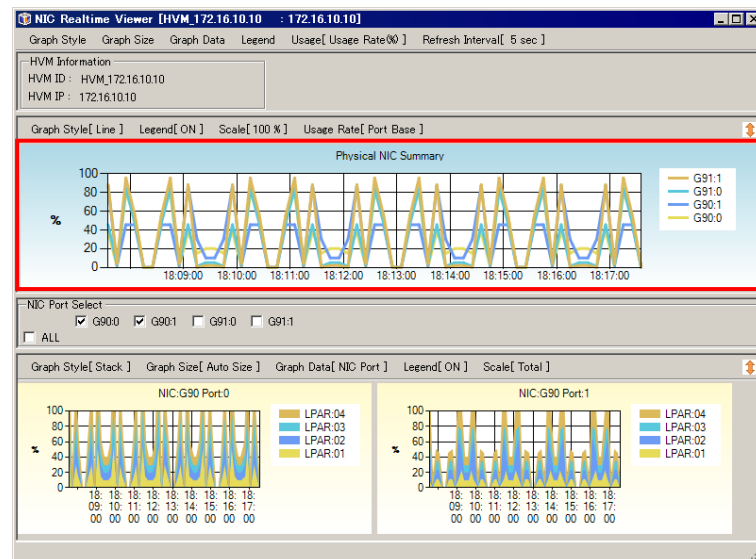 NIC Realtime Viewer [HVM_172.16.10.10 : 172.16.10.10]
Graph Style Graph Size Graph Data Legend Usage[ Usage Rate(%) ] Refresh Interval[ 5 sec ]
HVM Information
HVM ID : HVM_172.16.10.10
HVM IP : 172.16.10.10
Graph Style[ Line ] Legend[ ON ] Scale[ 100 % ] Usage Rate[ Port Base ]
Physical NIC Summary
%
100
80
60
40
20
0
18:09:00 18:10:00 18:11:00 18:12:00 18:13:00 18:14:00 18:15:00 18:16:00 18:17:00
G91:1
G91:0
G90:1
G90:0
NIC Port Select
G90:0 G90:1 G91:0 G91:1
ALL
Graph Style[ Stack ] Graph Size[ Auto Size ] Graph Data[ NIC Port ] Legend[ ON ] Scale[ Total ]
NIC:G90 Port:0
%
100
80
60
40
20
0
18: 18: 18: 18: 18: 18: 18: 18: 18:
09: 10: 11: 12: 13: 14: 15: 16: 17:
00 00 00 00 00 00 00 00 00
LPAR:04
LPAR:03
LPAR:02
LPAR:01
NIC:G90 Port:1
%
100
80
60
40
20
0
18: 18: 18: 18: 18: 18: 18: 18: 18:
09: 10: 11: 12: 13: 14: 15: 16: 17:
00 00 00 00 00 00 00 00 00
LPAR:04
LPAR:03
LPAR:02
LPAR:01